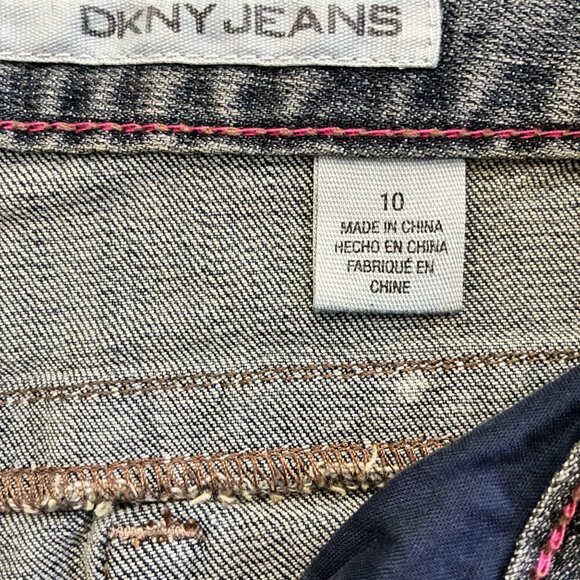 DKNY JEANS
10
MADE IN CHINA
HECHO EN CHINA
FABRIQUÉ EN
CHINE